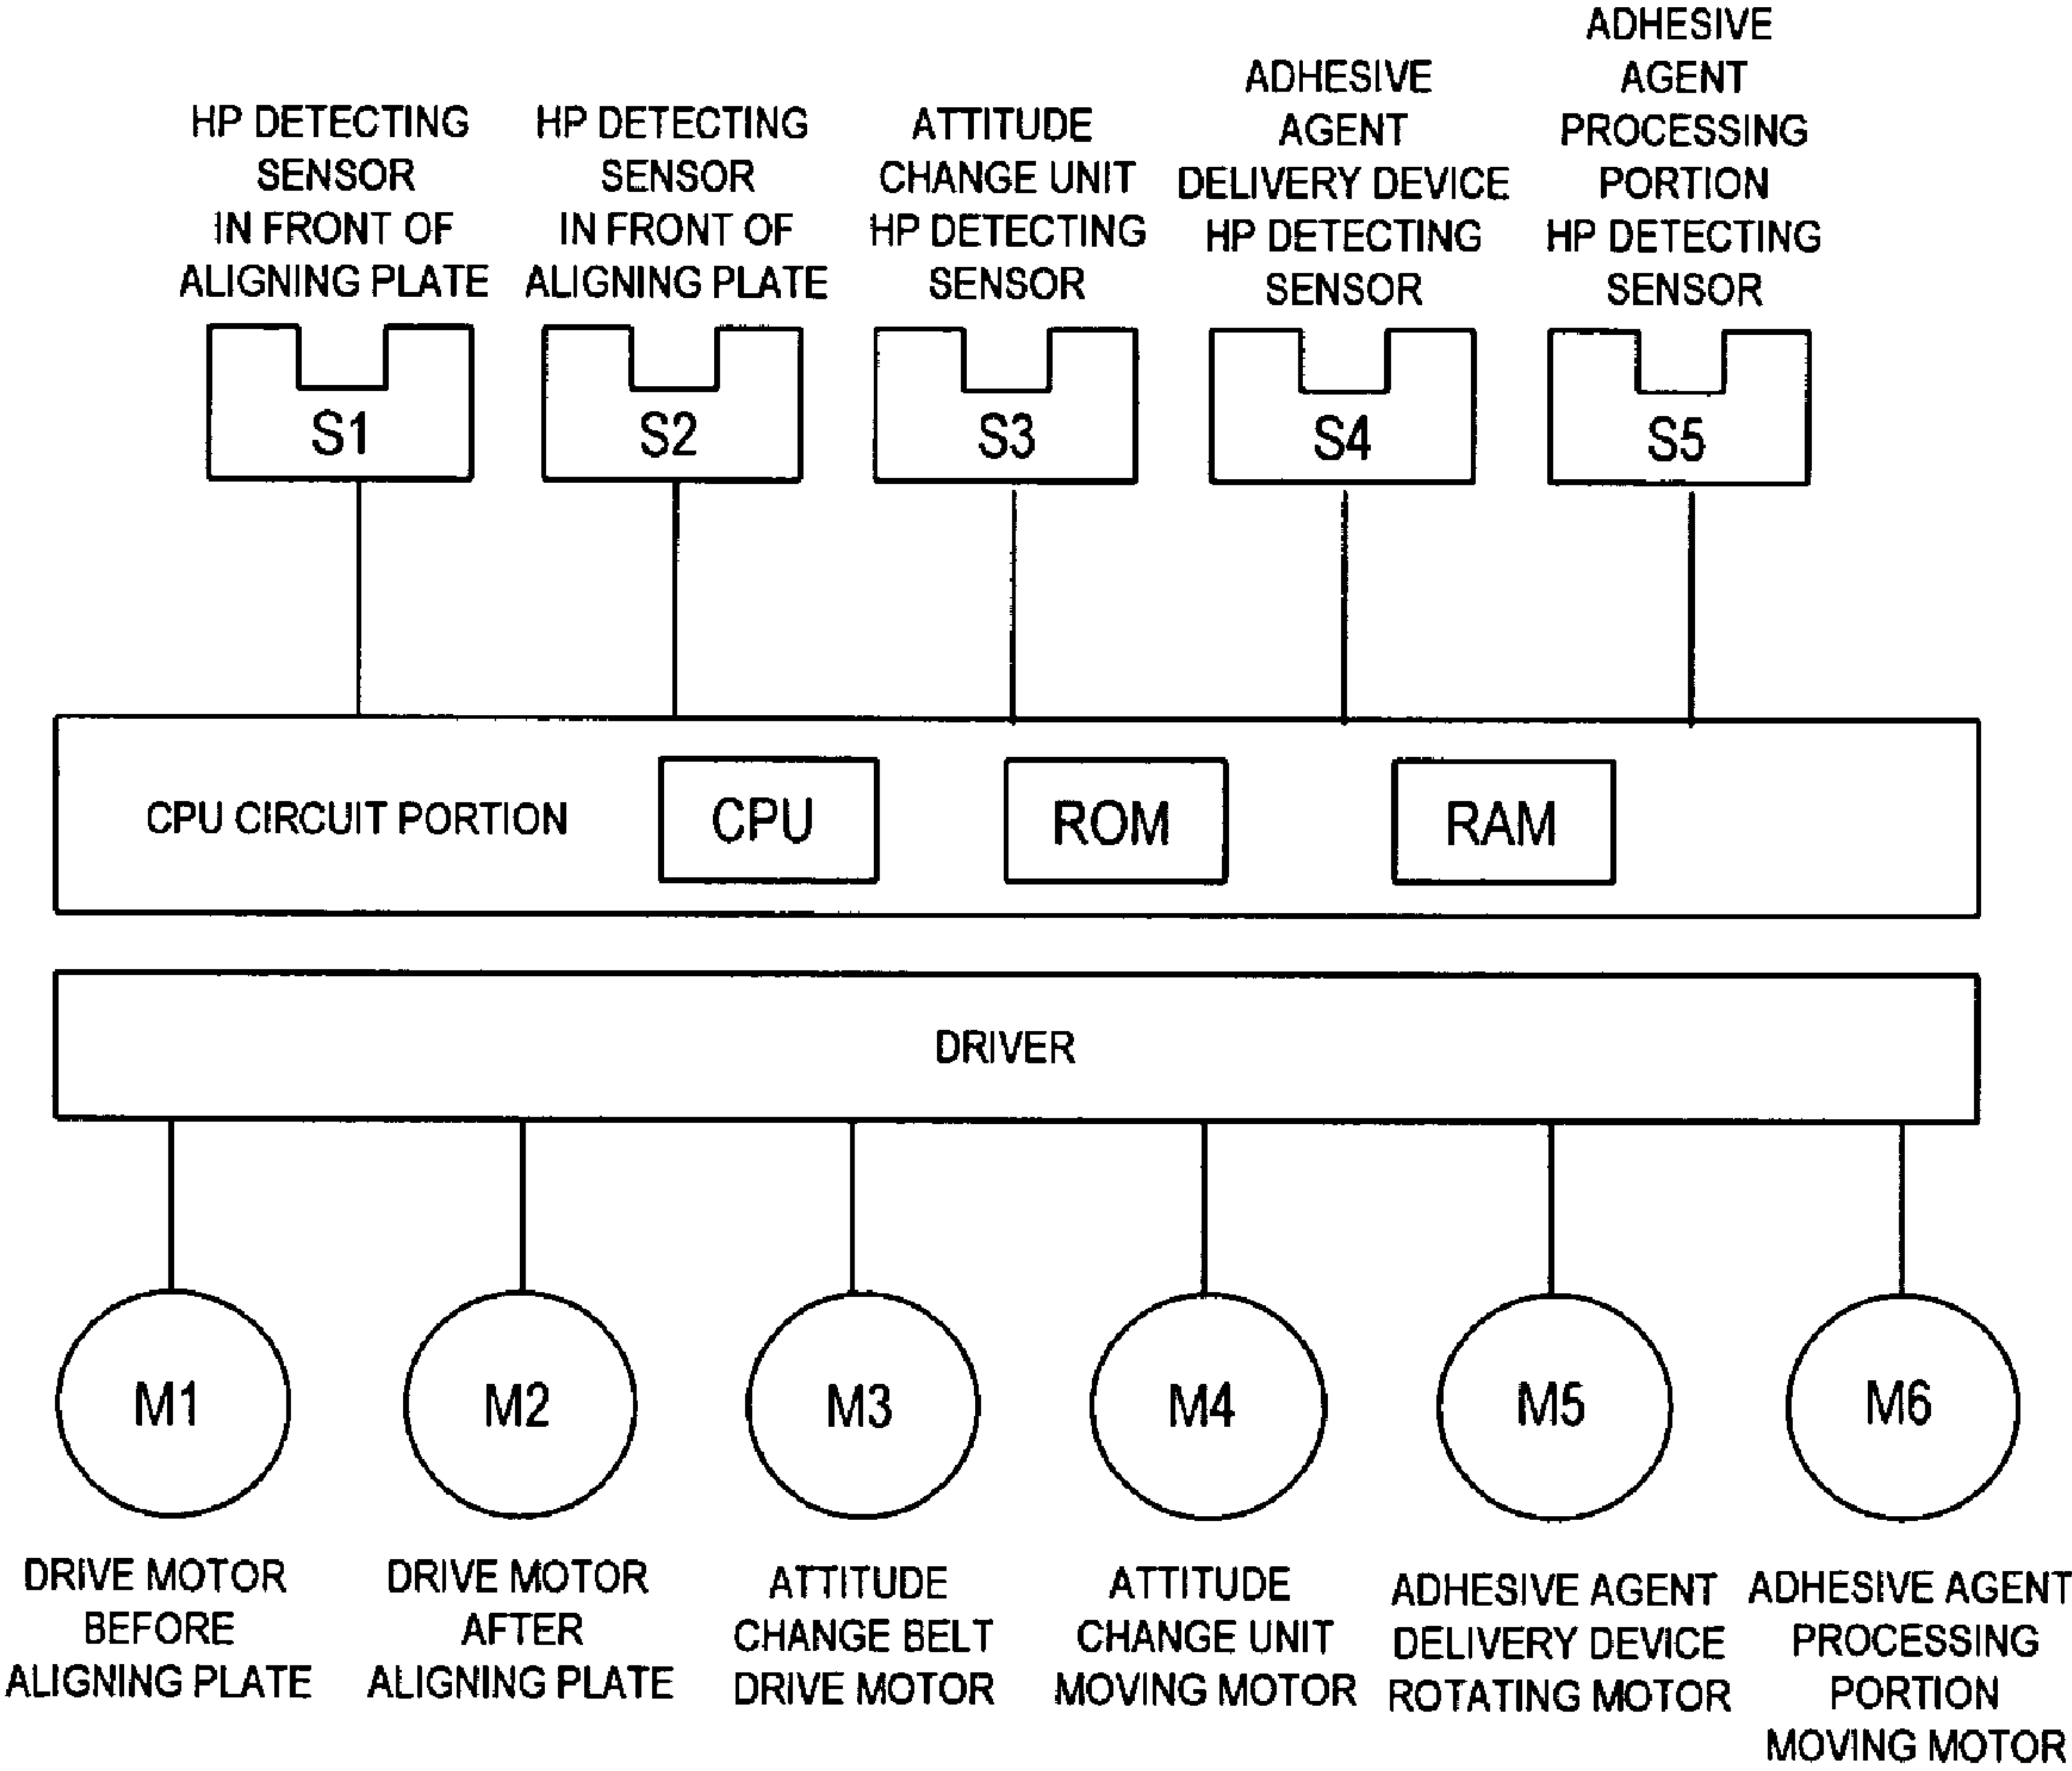 HP DETECTING
SENSOR
IN FRONT OF
ALIGNING PLATE
HP DETECTING
SENSOR
IN FRONT OF
ALIGNING PLATE
ATTITUDE
CHANGE UNIT
HP DETECTING
SENSOR
ADHESIVE
AGENT
DELIVERY DEVICE
HP DETECTING
SENSOR
ADHESIVE
AGENT
PROCESSING
PORTION
HP DETECTING
SENSOR
S1
S2
S3
S4
S5
CPU CIRCUIT PORTION
CPU
ROM
RAM
DRIVER
M1
M2
M3
M4
M5
M6
DRIVE MOTOR
BEFORE
ALIGNING PLATE
DRIVE MOTOR
AFTER
ALIGNING PLATE
ATTITUDE
CHANGE BELT
DRIVE MOTOR
ATTITUDE
CHANGE UNIT
MOVING MOTOR
ADHESIVE AGENT
DELIVERY DEVICE
ROTATING MOTOR
ADHESIVE AGENT
PROCESSING
PORTION
MOVING MOTOR